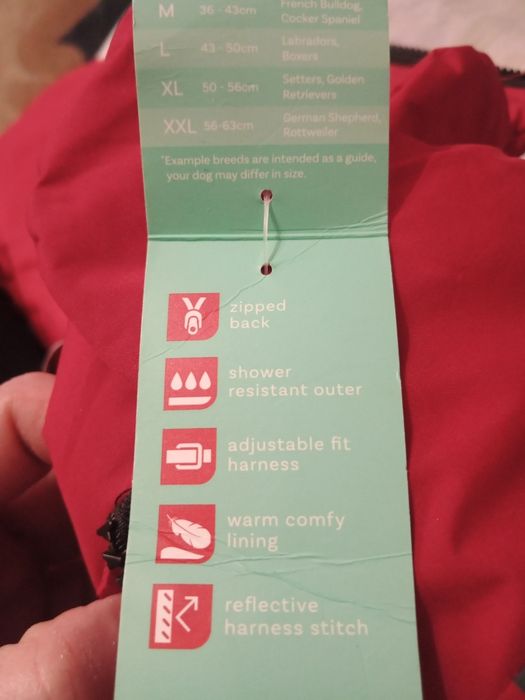 M 36 - 43cm French Bulldog,
Cocker Spaniel
L 43 - 50cm Labradors,
Boxers
XL 50 - 56cm Setters, Golden
Retrievers
XXL 56-63cm German Shepherd,
Rottweiler
*Example breeds are intended as a guide,
your dog may differ in size.
zipped
back
shower
resistant outer
adjustable fit
harness
warm comfy
lining
reflective
harness stitch